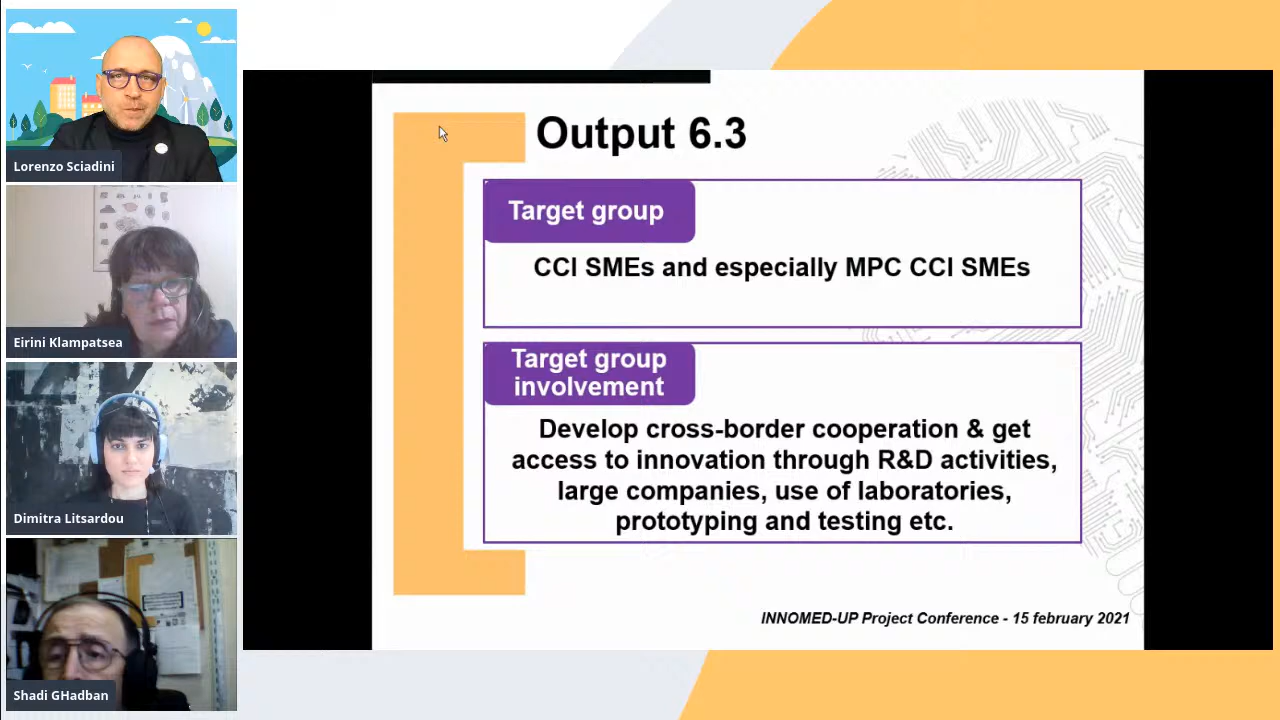 Lorenzo Sciadini
Eirini Klampatsea
Dimitra Litsardou
Shadi GHadban
Output 6.3
Target group
CCI SMEs and especially MPC CCI SMEs
Target group
involvement
Develop cross-border cooperation & get
access to innovation through R&D activities,
large companies, use of laboratories,
prototyping and testing etc.
INNOMED-UP Project Conference - 15 february 2021